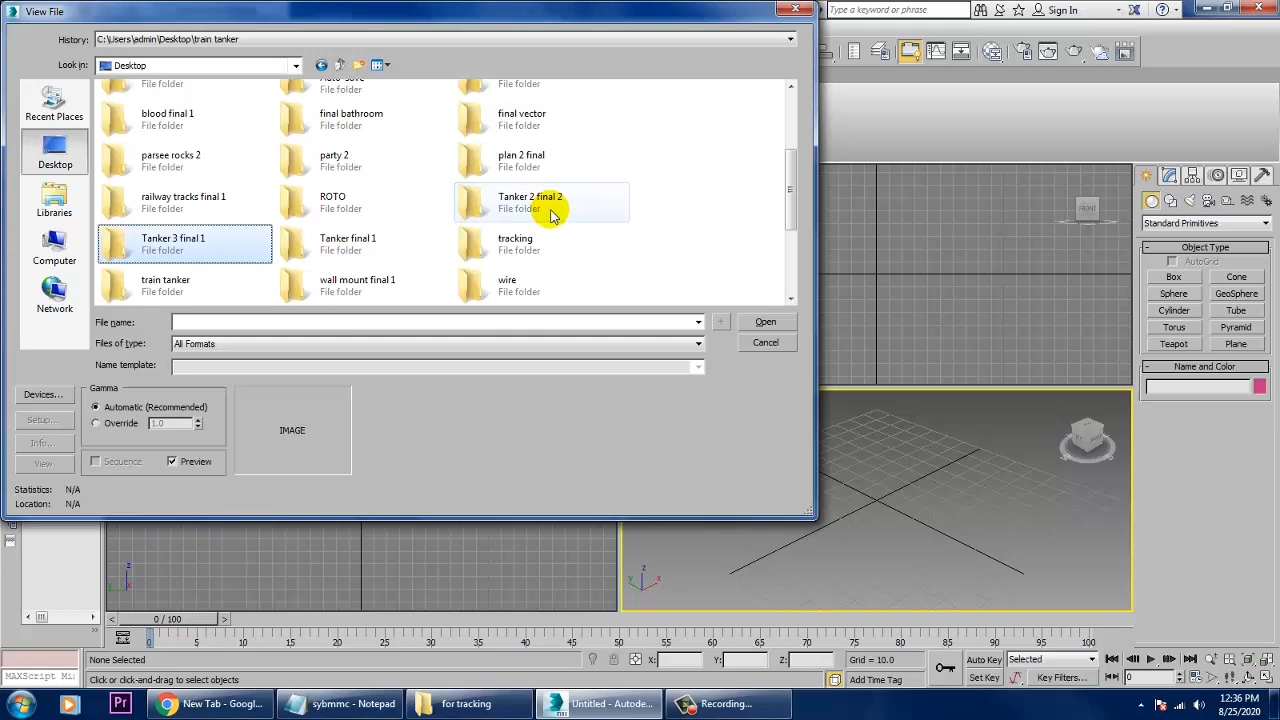 View File
Type a keyword or phrase
Sign In
History:
C:\Users\admin\Desktop\train tanker
Look in:
Desktop
Recent Places
Desktop
Libraries
Computer
Network
File folder
File folder
File folder
blood final 1
File folder
final bathroom
File folder
final vector
File folder
parsee rocks 2
File folder
party 2
File folder
plan 2 final
File folder
railway tracks final 1
File folder
ROTO
File folder
Tanker 2 final 2
File folder
Tanker 3 final 1
File folder
Tanker final 1
File folder
tracking
File folder
train tanker
File folder
wall mount final 1
File folder
wire
File folder
File name:
+
Open
Files of type:
All Formats
Cancel
Name template:
Devices...
Setup...
Info...
View
Gamma
Automatic (Recommended)
Override
1.0
Sequence
Preview
IMAGE
Statistics: N/A
Location: N/A
FRONT
Standard Primitives
- Object Type
AutoGrid
Box
Cone
Sphere
GeoSphere
Cylinder
Tube
Torus
Pyramid
Teapot
Plane
- Name and Color
z
x
z
y
x
< 0 / 100 >
0 5 10 15 20 25 30 35 40 45 50 55 60 65 70 75 80 85 90 95 100
None Selected
X:
Y:
Z:
Grid = 10.0
Auto Key
Selected
MAXScript Mi:
Click or click-and-drag to select objects
Add Time Tag
Set Key
Key Filters...
0
New Tab - Googl...
sybmmc - Notepad
for tracking
Untitled - Autode...
Recording...
Pr
12:36 PM
8/25/2020